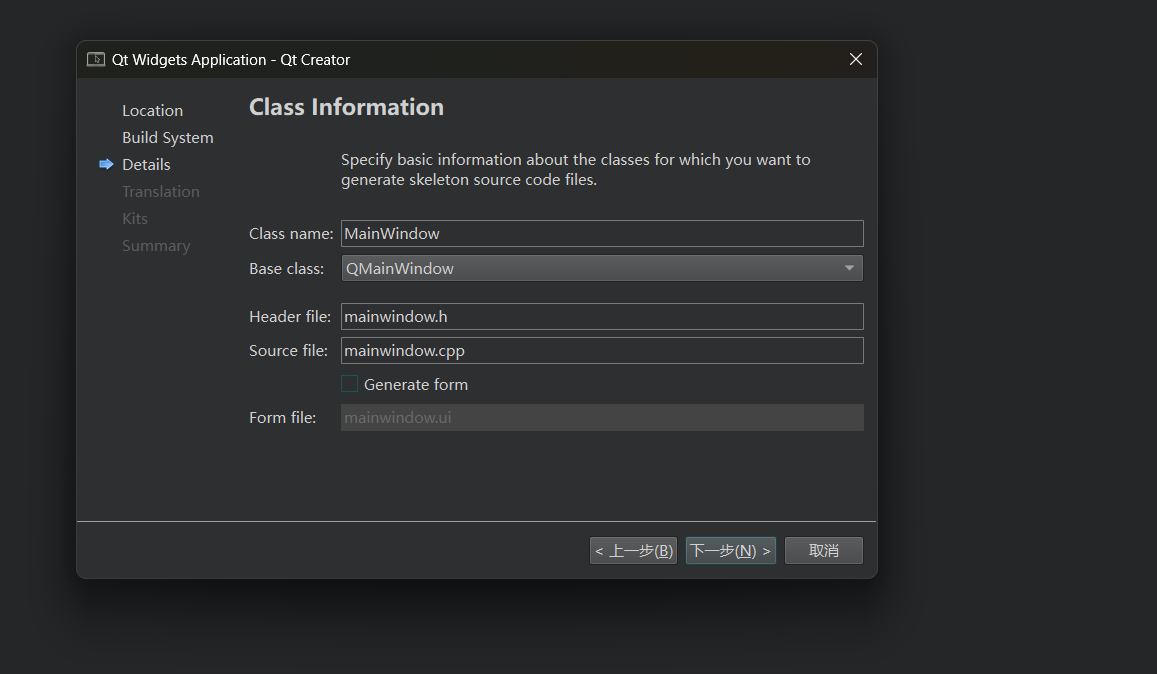 Qt Widgets Application - Qt Creator
Location
Build System
Details
Translation
Kits
Summary
Class Information
Specify basic information about the classes for which you want to
generate skeleton source code files.
Class name: MainWindow
Base class: QMainWindow
Header file: mainwindow.h
Source file: mainwindow.cpp
Generate form
Form file: mainwindow.ui
< 上一步(B) 下一步(N) > 取消